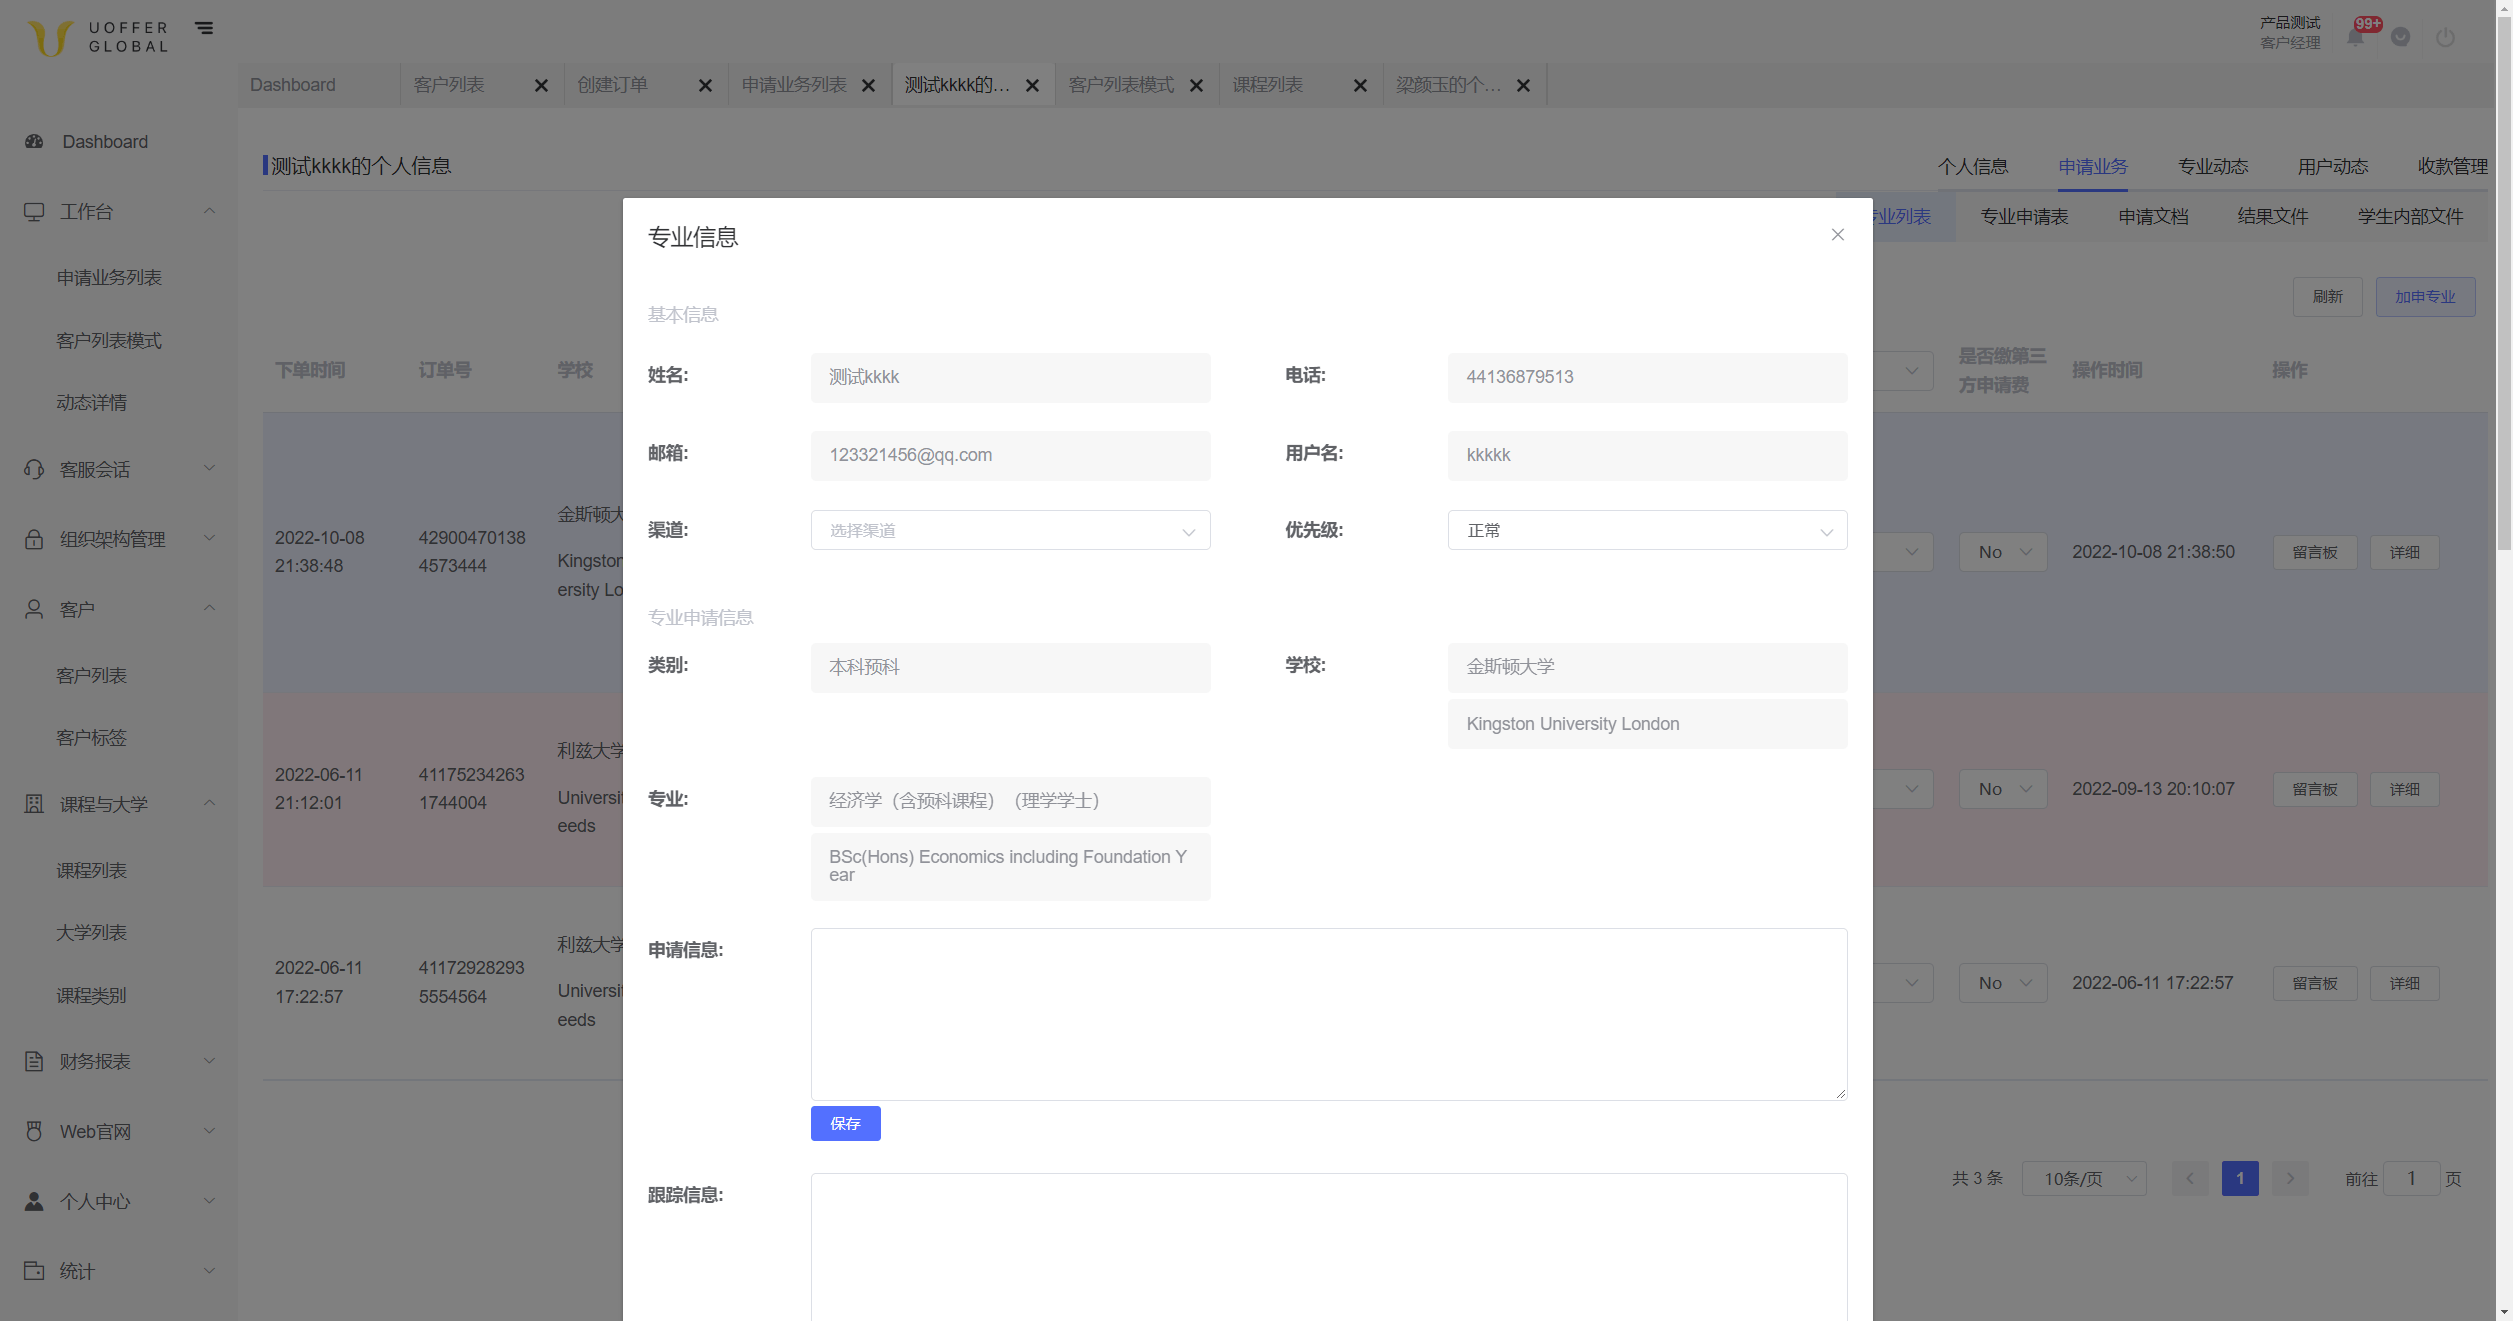 UOFFER
GLOBAL
产品测试
客户经理
99+
Dashboard
客户列表
创建订单
申请业务列表
测试kkkk的...
客户列表模式
课程列表
梁颜玉的个...
Dashboard
工作台
申请业务列表
客户列表模式
动态详情
客服会话
组织架构管理
客户
客户列表
客户标签
课程与大学
课程列表
大学列表
课程类别
财务报表
Web官网
个人中心
统计
测试kkkk的个人信息
个人信息
申请业务
专业动态
用户动态
收款管理
业列表
专业申请表
申请文档
结果文件
学生内部文件
刷新
加申专业
下单时间
订单号
学校
是否缴第三
方申请费
操作时间
操作
2022-10-08
21:38:48
42900470138
4573444
金斯顿大
Kingston
ersity Lo
No
2022-10-08 21:38:50
留言板
详细
2022-06-11
21:12:01
41175234263
1744004
利兹大学
Universi
eeds
No
2022-09-13 20:10:07
留言板
详细
2022-06-11
17:22:57
41172928293
5554564
利兹大学
Universi
eeds
No
2022-06-11 17:22:57
留言板
详细
共 3 条
10条/页
1
前往
1
页
专业信息
基本信息
姓名:
测试kkkk
电话:
44136879513
邮箱:
123321456@qq.com
用户名:
kkkkk
渠道:
选择渠道
优先级:
正常
专业申请信息
类别:
本科预科
学校:
金斯顿大学
Kingston University London
专业:
经济学（含预科课程）（理学学士）
BSc(Hons) Economics including Foundation Y
ear
申请信息:
保存
跟踪信息: